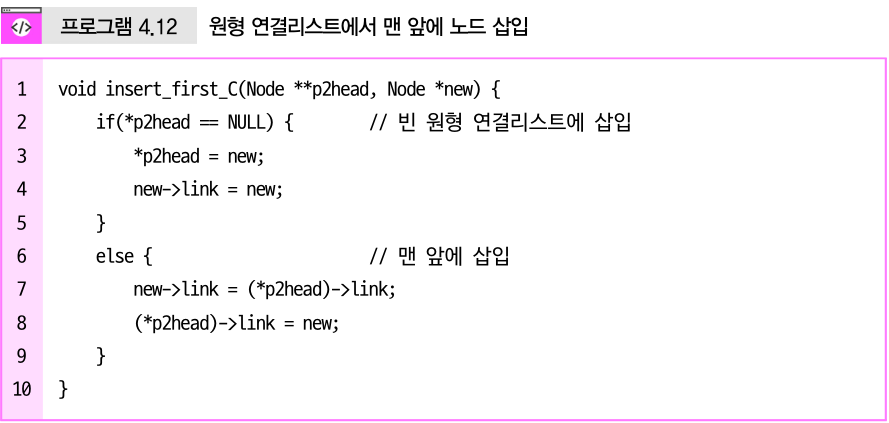 </> 프로그램 4.12 원형 연결리스트에서 맨 앞에 노드 삽입
1 void insert_first_C(Node **p2head, Node *new) {
2     if(*p2head == NULL) {        // 빈 원형 연결리스트에 삽입
3         *p2head = new;
4         new->link = new;
5     }
6     else {                       // 맨 앞에 삽입
7         new->link = (*p2head)->link;
8         (*p2head)->link = new;
9     }
10 }